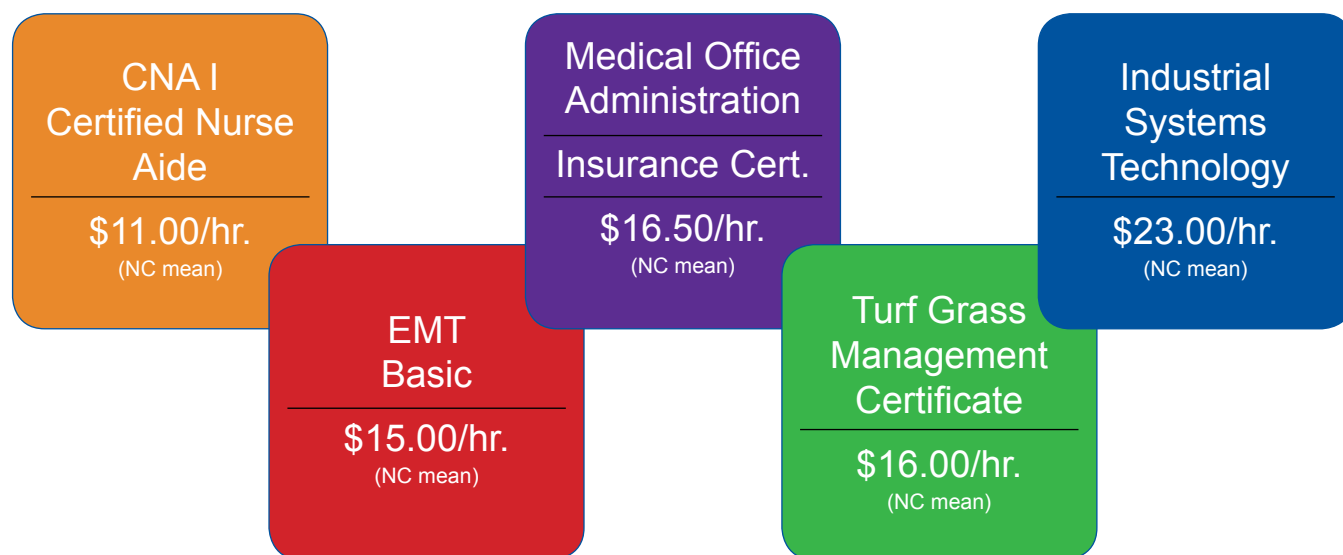 CNA I
Certified Nurse
Aide
$11.00/hr.
(NC mean)
EMT
Basic
$15.00/hr.
(NC mean)
Medical Office
Administration
Insurance Cert.
$16.50/hr.
(NC mean)
Turf Grass
Management
Certificate
$16.00/hr.
(NC mean)
Industrial
Systems
Technology
$23.00/hr.
(NC mean)